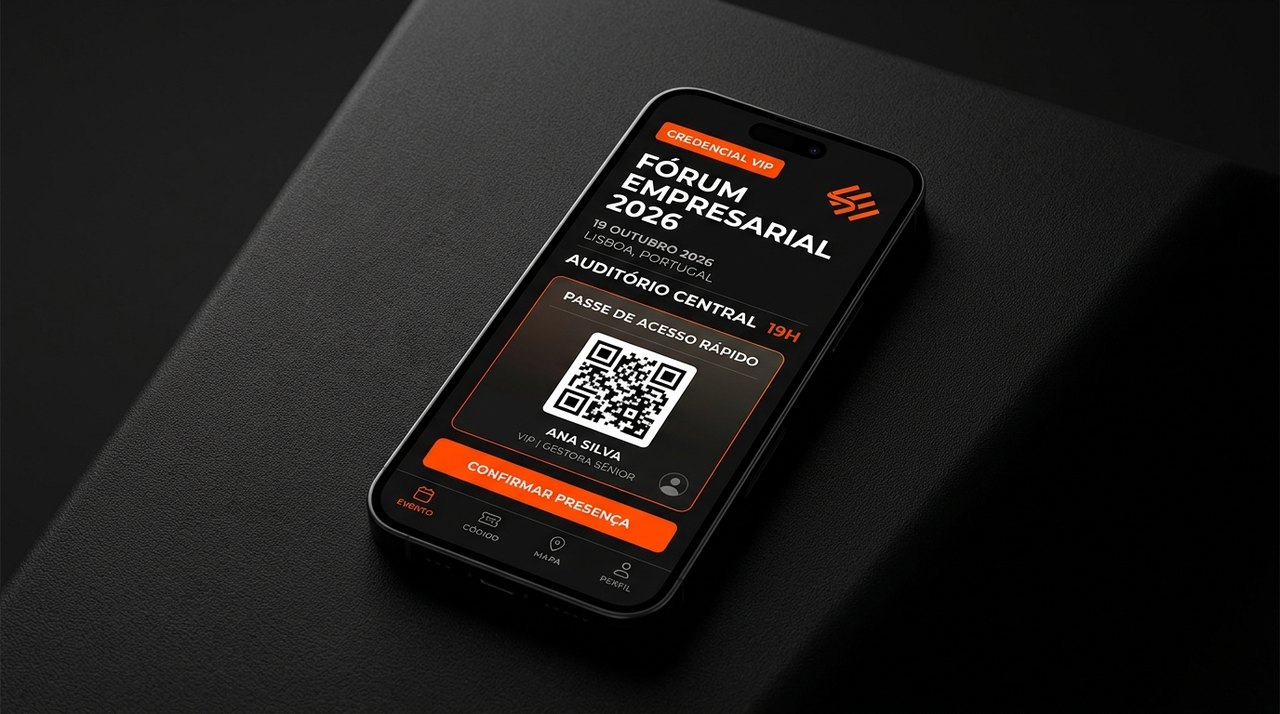 CREDENCIAL VIP
FÓRUM
EMPRESARIAL
2026
19 OUTUBRO 2026
LISBOA, PORTUGAL
AUDITÓRIO CENTRAL 19H
PASSE DE ACESSO RÁPIDO
ANA SILVA
VIP | GESTORA SÉNIOR
CONFIRMAR PRESENÇA
EVENTO
CÓDIGO
MAPA
PERFIL